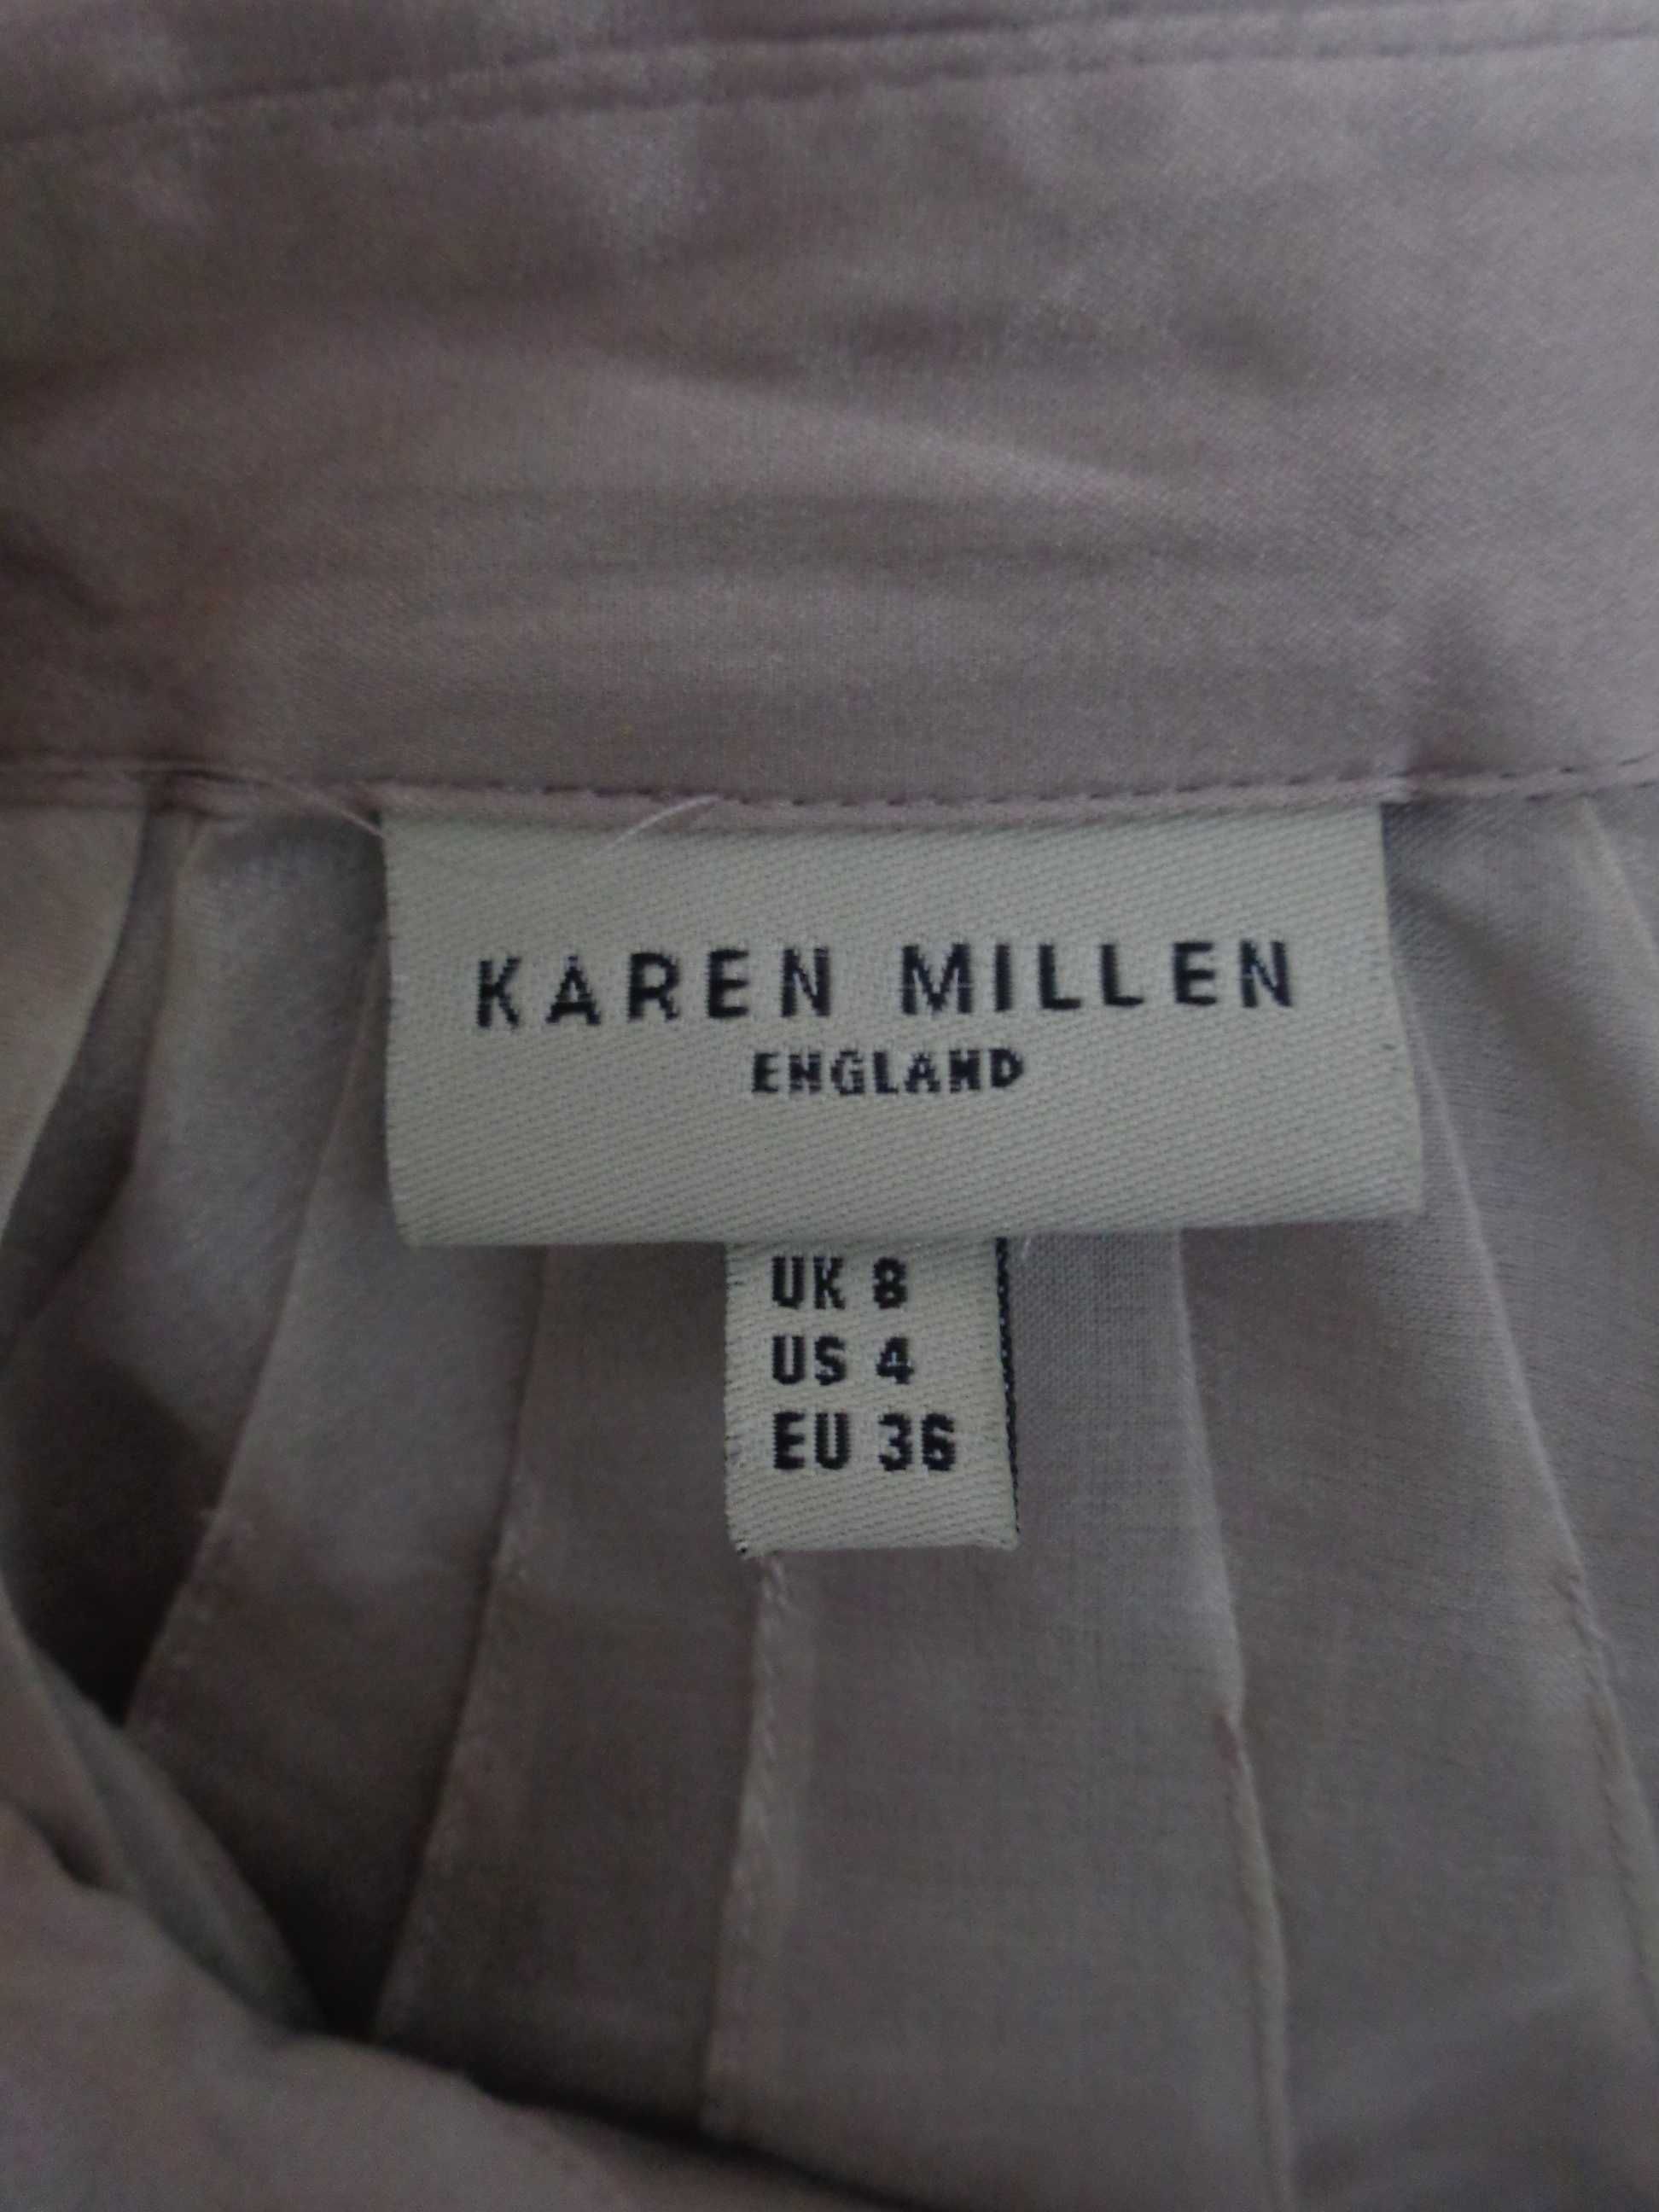 KAREN MILLEN
ENGLAND
UK 8
US 4
EU 36